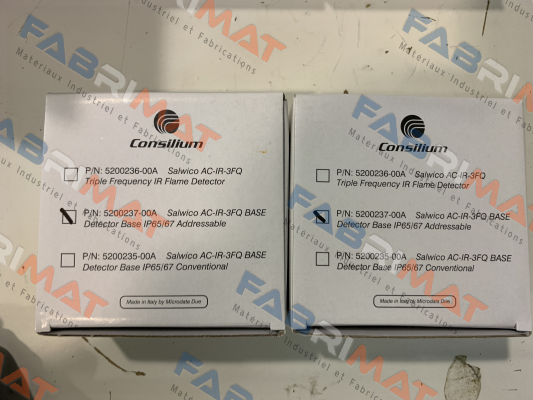 Consilium
P/N: 5200236-00A Salwico AC-IR-3FQ
Triple Frequency IR Flame Detector
P/N: 5200237-00A Salwico AC-IR-3FQ BASE
Detector Base IP65/67 Addressable
P/N: 5200235-00A Salwico AC-IR-3FQ BASE
Detector Base IP65/67 Conventional
Made in Italy by Microdata Due
Consilium
P/N: 5200236-00A Salwico AC-IR-3FQ
Triple Frequency IR Flame Detector
P/N: 5200237-00A Salwico AC-IR-3FQ BASE
Detector Base IP65/67 Addressable
P/N: 5200235-00A Salwico AC-IR-3FQ BASE
Detector Base IP65/67 Conventional
Made in Italy by Microdata Due
FABRIMAT
Materiaux Industriel et Fabrications